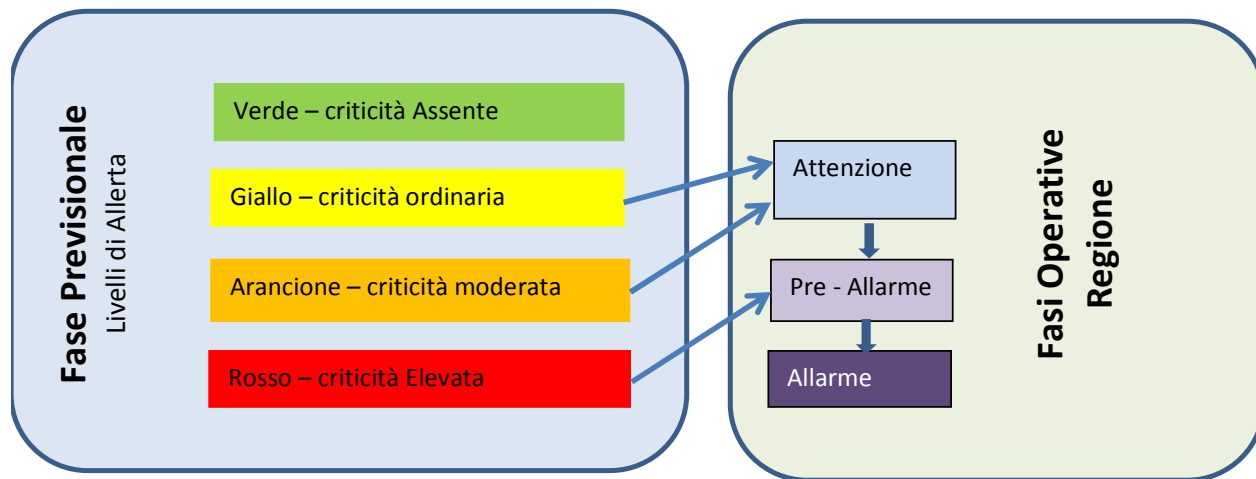 Fase Previsionale
Livelli di Allerta
Verde – criticità Assente
Giallo – criticità ordinaria
Arancione – criticità moderata
Rosso – criticità Elevata
Attenzione
Pre - Allarme
Allarme
Fasi Operative
Regione